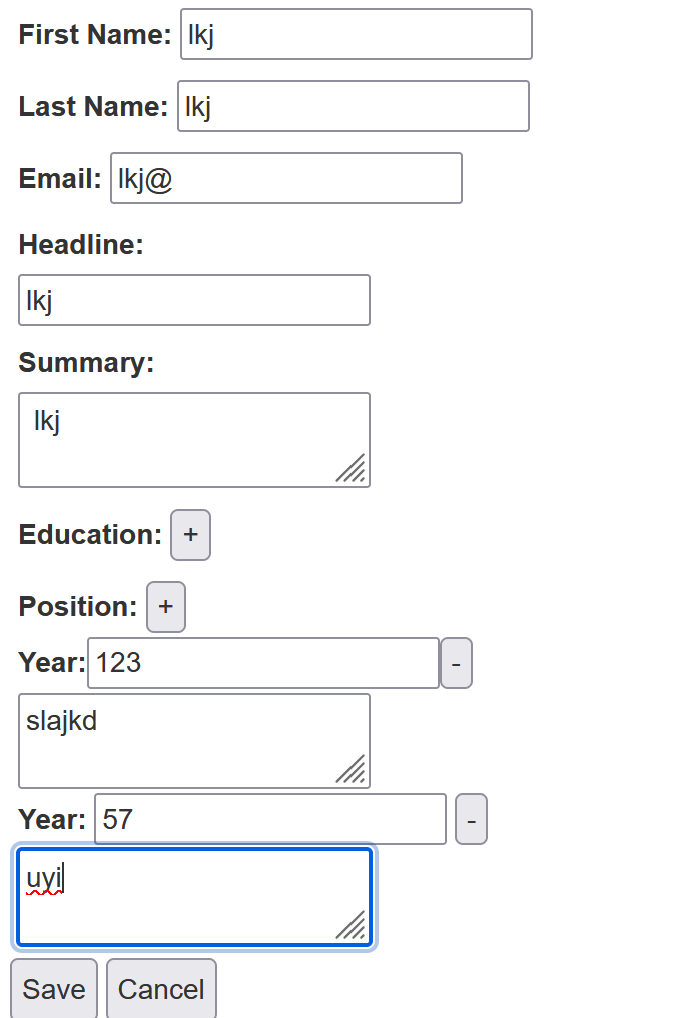 First Name: lkj
Last Name: lkj
Email: lkj@
Headline:
lkj
Summary:
lkj
Education: +
Position: +
Year: 123 -
slajkd
Year: 57 -
uyi
Save Cancel